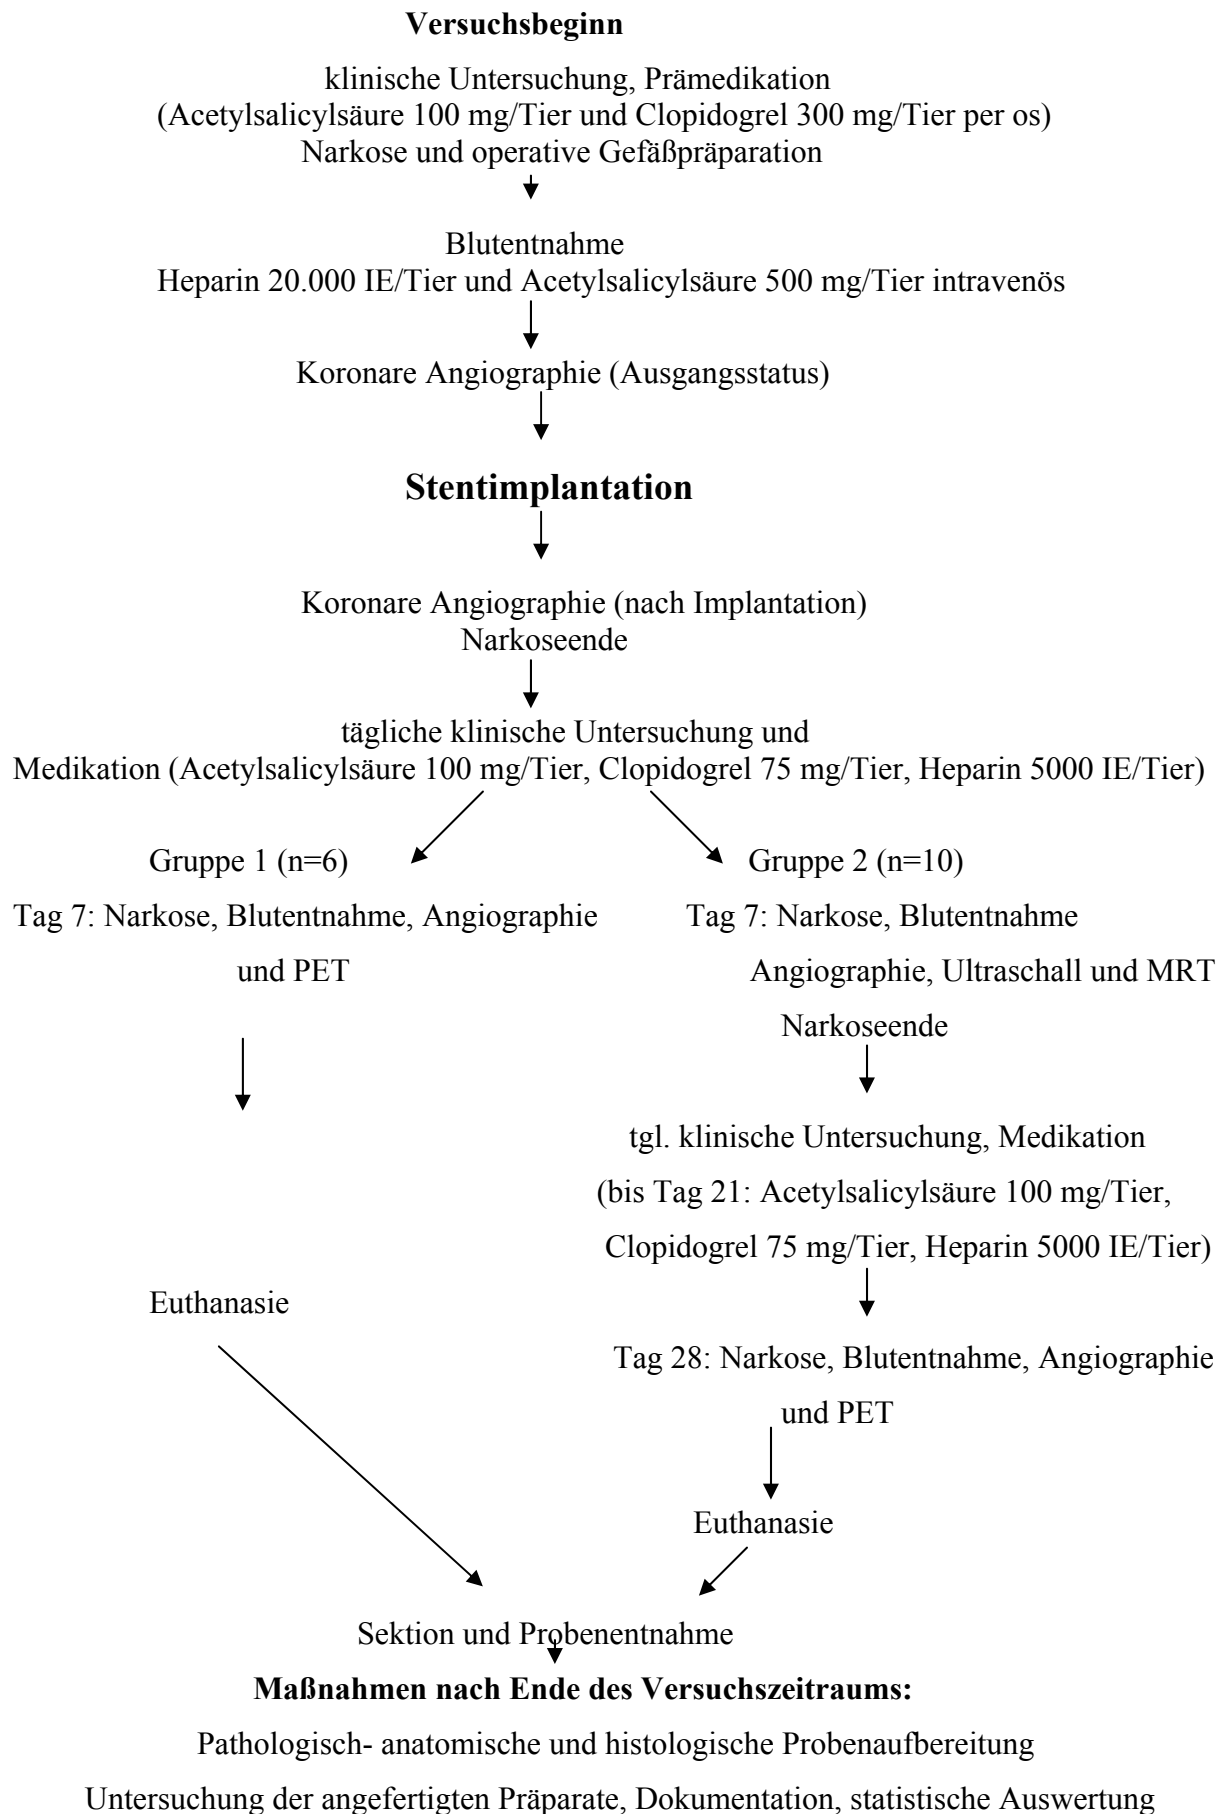 Versuchsbeginn
klinische Untersuchung, Prämedikation
(Acetylsalicylsäure 100 mg/Tier und Clopidogrel 300 mg/Tier per os)
Narkose und operative Gefäßpräparation
Blutentnahme
Heparin 20.000 IE/Tier und Acetylsalicylsäure 500 mg/Tier intravenös
Koronare Angiographie (Ausgangsstatus)
Stentimplantation
Koronare Angiographie (nach Implantation)
Narkoseende
tägliche klinische Untersuchung und
Medikation (Acetylsalicylsäure 100 mg/Tier, Clopidogrel 75 mg/Tier, Heparin 5000 IE/Tier)
Gruppe 1 (n=6)
Tag 7: Narkose, Blutentnahme, Angiographie
und PET
Euthanasie
Gruppe 2 (n=10)
Tag 7: Narkose, Blutentnahme
Angiographie, Ultraschall und MRT
Narkoseende
tgl. klinische Untersuchung, Medikation
(bis Tag 21: Acetylsalicylsäure 100 mg/Tier,
Clopidogrel 75 mg/Tier, Heparin 5000 IE/Tier)
Tag 28: Narkose, Blutentnahme, Angiographie
und PET
Euthanasie
Sektion und Probenentnahme
Maßnahmen nach Ende des Versuchszeitraums:
Pathologisch- anatomische und histologische Probenaufbereitung
Untersuchung der angefertigten Präparate, Dokumentation, statistische Auswertung